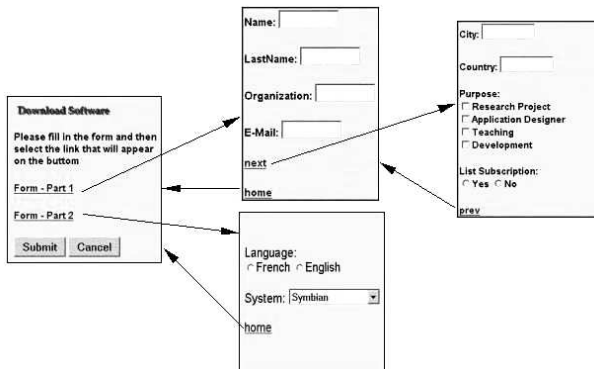 Download Software
Please fill in the form and then
select the link that will appear
on the buttom
Form - Part 1
Form - Part 2
Submit Cancel
Name:
LastName:
Organization:
E-Mail:
next
home
City:
Country:
Purpose:
Research Project
Application Designer
Teaching
Development
List Subscription:
Yes No
prev
Language:
French English
System: Symbian
home